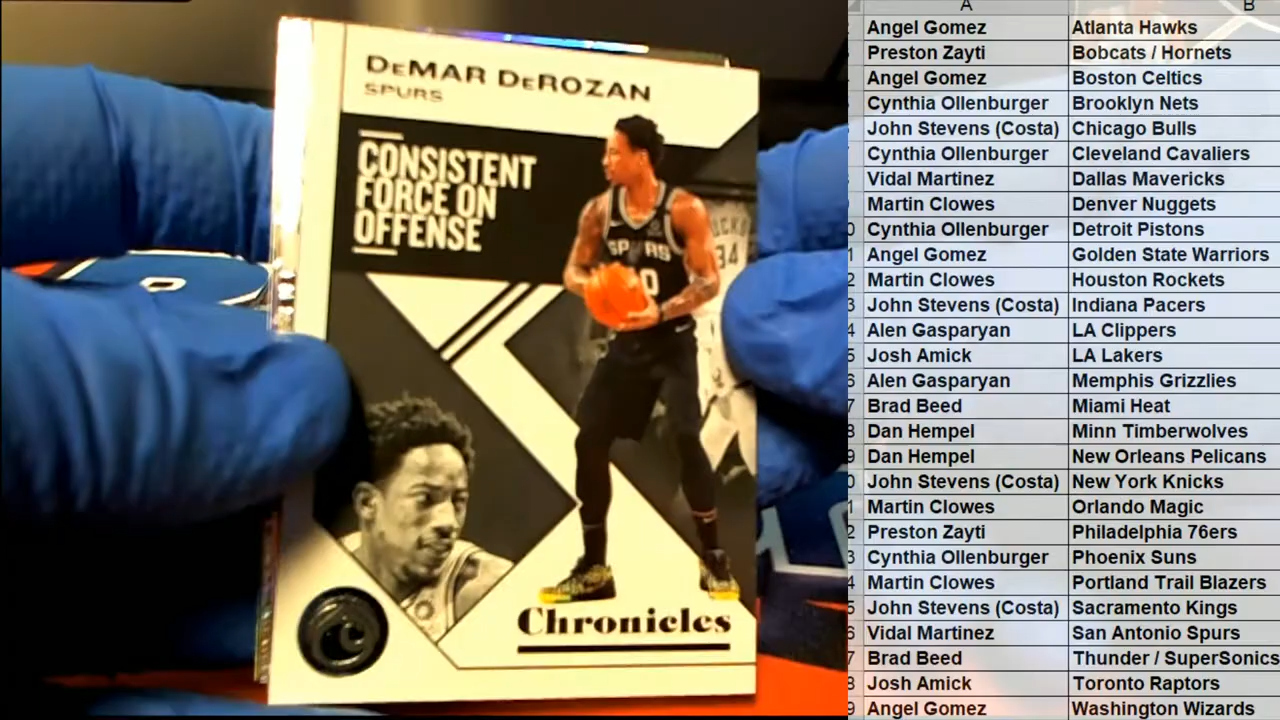 DEMAR DEROZAN
SPURS
CONSISTENT
FORCE ON
OFFENSE
SPURS
34
Chronicles
A B
Angel Gomez Atlanta Hawks
Preston Zayti Bobcats / Hornets
Angel Gomez Boston Celtics
Cynthia Ollenburger Brooklyn Nets
John Stevens (Costa) Chicago Bulls
Cynthia Ollenburger Cleveland Cavaliers
Vidal Martinez Dallas Mavericks
Martin Clowes Denver Nuggets
Cynthia Ollenburger Detroit Pistons
Angel Gomez Golden State Warriors
Martin Clowes Houston Rockets
John Stevens (Costa) Indiana Pacers
Alen Gasparyan LA Clippers
Josh Amick LA Lakers
Alen Gasparyan Memphis Grizzlies
Brad Beed Miami Heat
Dan Hempel Minn Timberwolves
Dan Hempel New Orleans Pelicans
John Stevens (Costa) New York Knicks
Martin Clowes Orlando Magic
Preston Zayti Philadelphia 76ers
Cynthia Ollenburger Phoenix Suns
Martin Clowes Portland Trail Blazers
John Stevens (Costa) Sacramento Kings
Vidal Martinez San Antonio Spurs
Brad Beed Thunder / SuperSonics
Josh Amick Toronto Raptors
Angel Gomez Washington Wizards